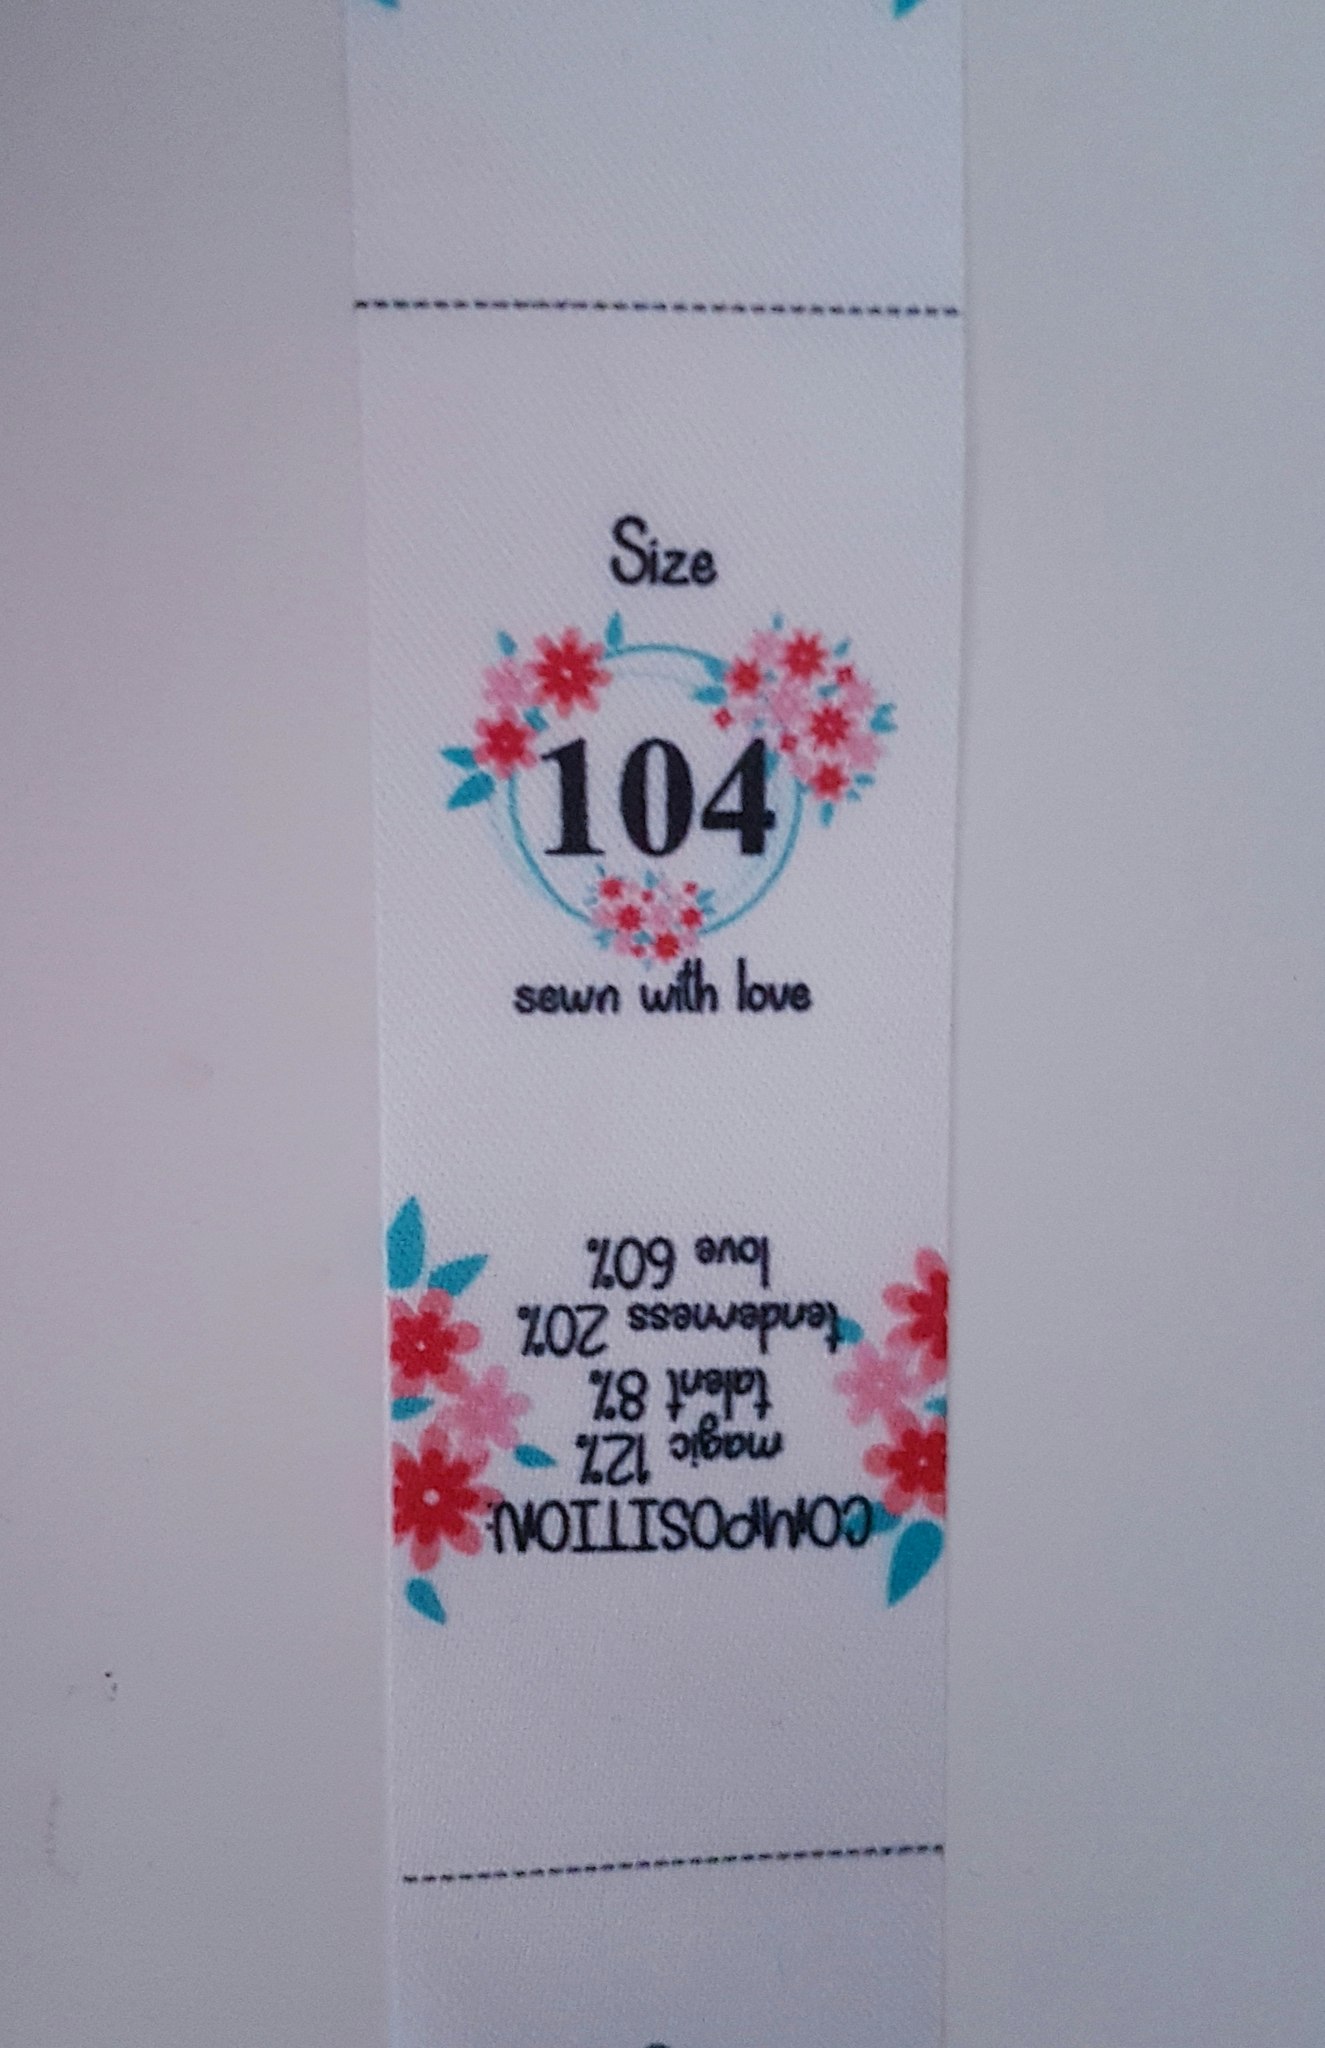 Size
104
sewn with love
COMPOSITION:
magic 12%
talent 8%
tenderness 20%
love 60%